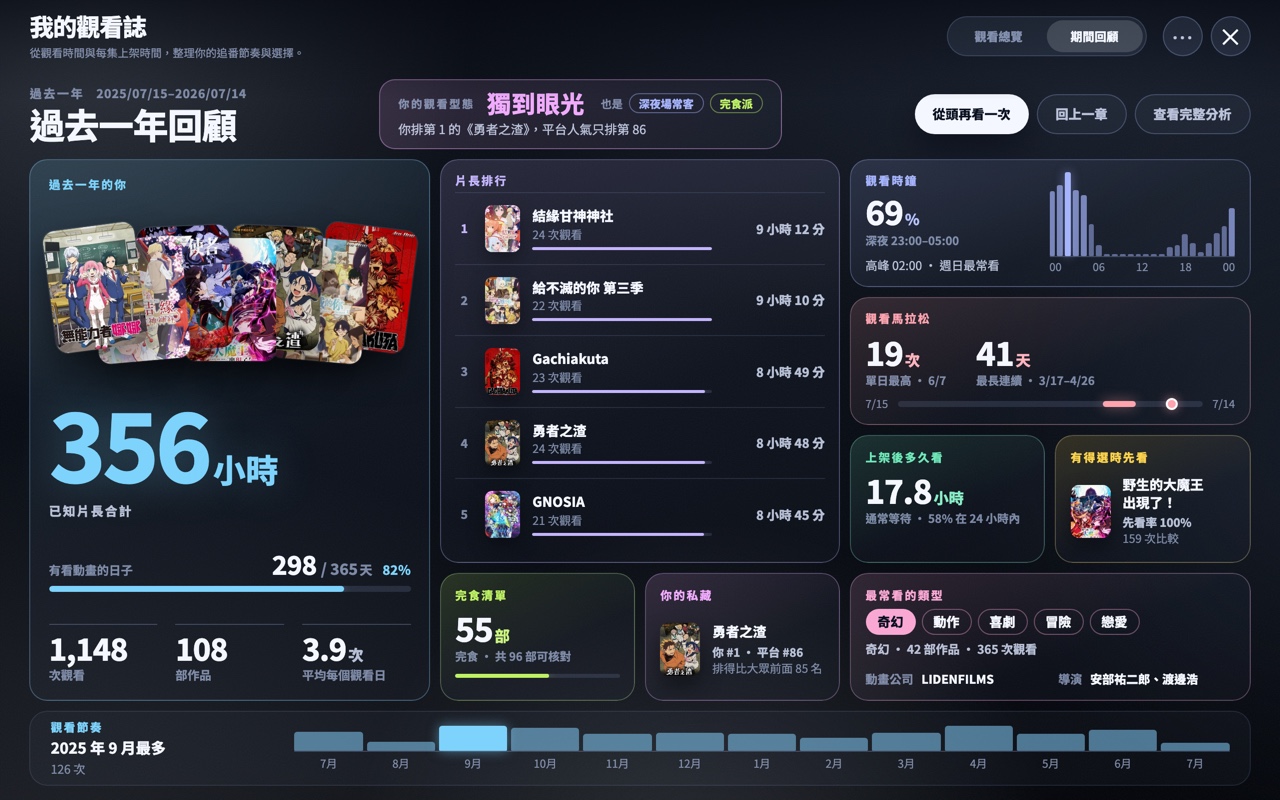 我的觀看誌
從觀看時間與每集上架時間，整理你的追番節奏與選擇。
觀看總覽
期間回顧
過去一年 2025/07/15–2026/07/14
過去一年回顧
你的觀看型態 獨到眼光 也是 深夜場常客 完食派
你排第 1 的《勇者之渣》，平台人氣只排第 86
從頭再看一次
回上一章
查看完整分析
過去一年的你
無能力者娜娜
356小時
已知片長合計
有看動畫的日子 298 / 365天 82%
1,148
次觀看
108
部作品
3.9次
平均每個觀看日
片長排行
1 結緣甘神神社 9 小時 12 分
24 次觀看
2 給不滅的你 第三季 9 小時 10 分
22 次觀看
3 Gachiakuta 8 小時 49 分
23 次觀看
4 勇者之渣 8 小時 48 分
24 次觀看
5 GNOSIA 8 小時 45 分
21 次觀看
完食清單
55部
完食・共 96 部可核對
你的私藏
勇者之渣
你 #1・平台 #86
排得比大眾前面 85 名
觀看時鐘
69%
深夜 23:00–05:00
高峰 02:00・週日最常看
00 06 12 18 00
觀看馬拉松
19次
單日最高・6/7
41天
最長連續・3/17–4/26
7/15 7/14
上架後多久看
17.8小時
通常等待・58% 在 24 小時內
有得選時先看
野生的大魔王
出現了！
先看率 100%
159 次比較
最常看的類型
奇幻 動作 喜劇 冒險 戀愛
奇幻・42 部作品・365 次觀看
動畫公司 LIDENFILMS 導演 安部祐二郎、渡邊浩
觀看節奏
2025 年 9 月最多
126 次
7月 8月 9月 10月 11月 12月 1月 2月 3月 4月 5月 6月 7月